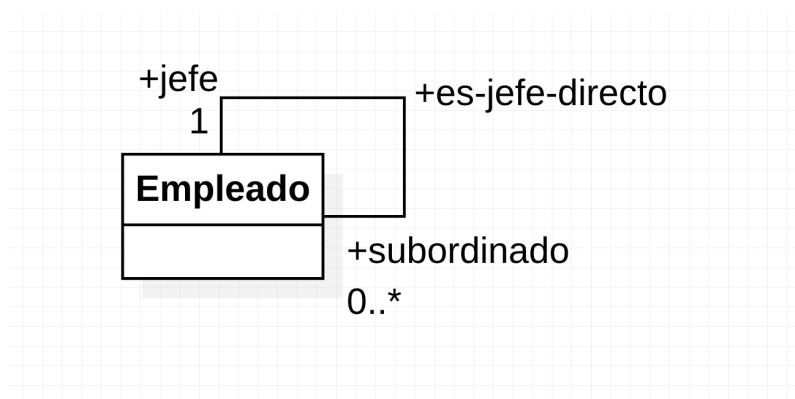 +jefe
1
+es-jefe-directo
Empleado
+subordinado
0..*